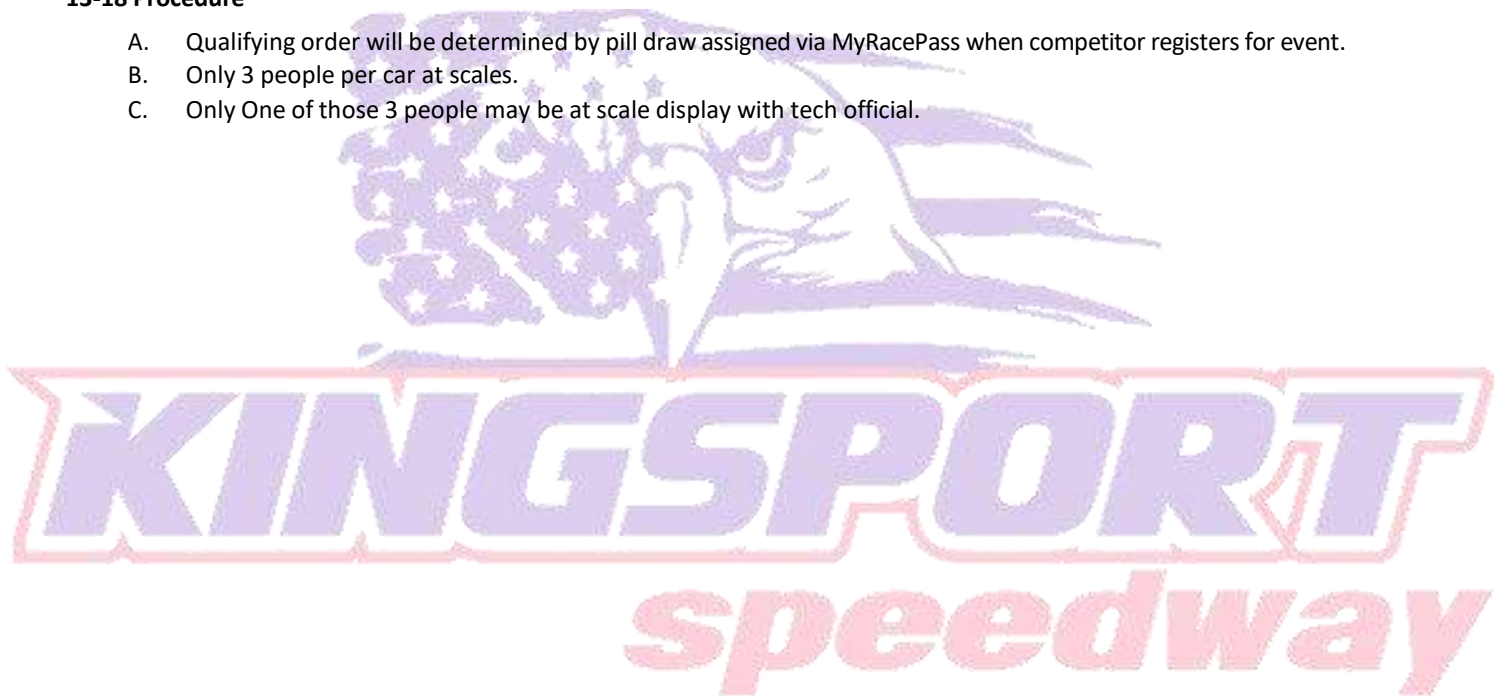 15-18 Procedure
A. Qualifying order will be determined by pill draw assigned via MyRacePass when competitor registers for event.
B. Only 3 people per car at scales.
C. Only One of those 3 people may be at scale display with tech official.
KINGSPORT
speedway